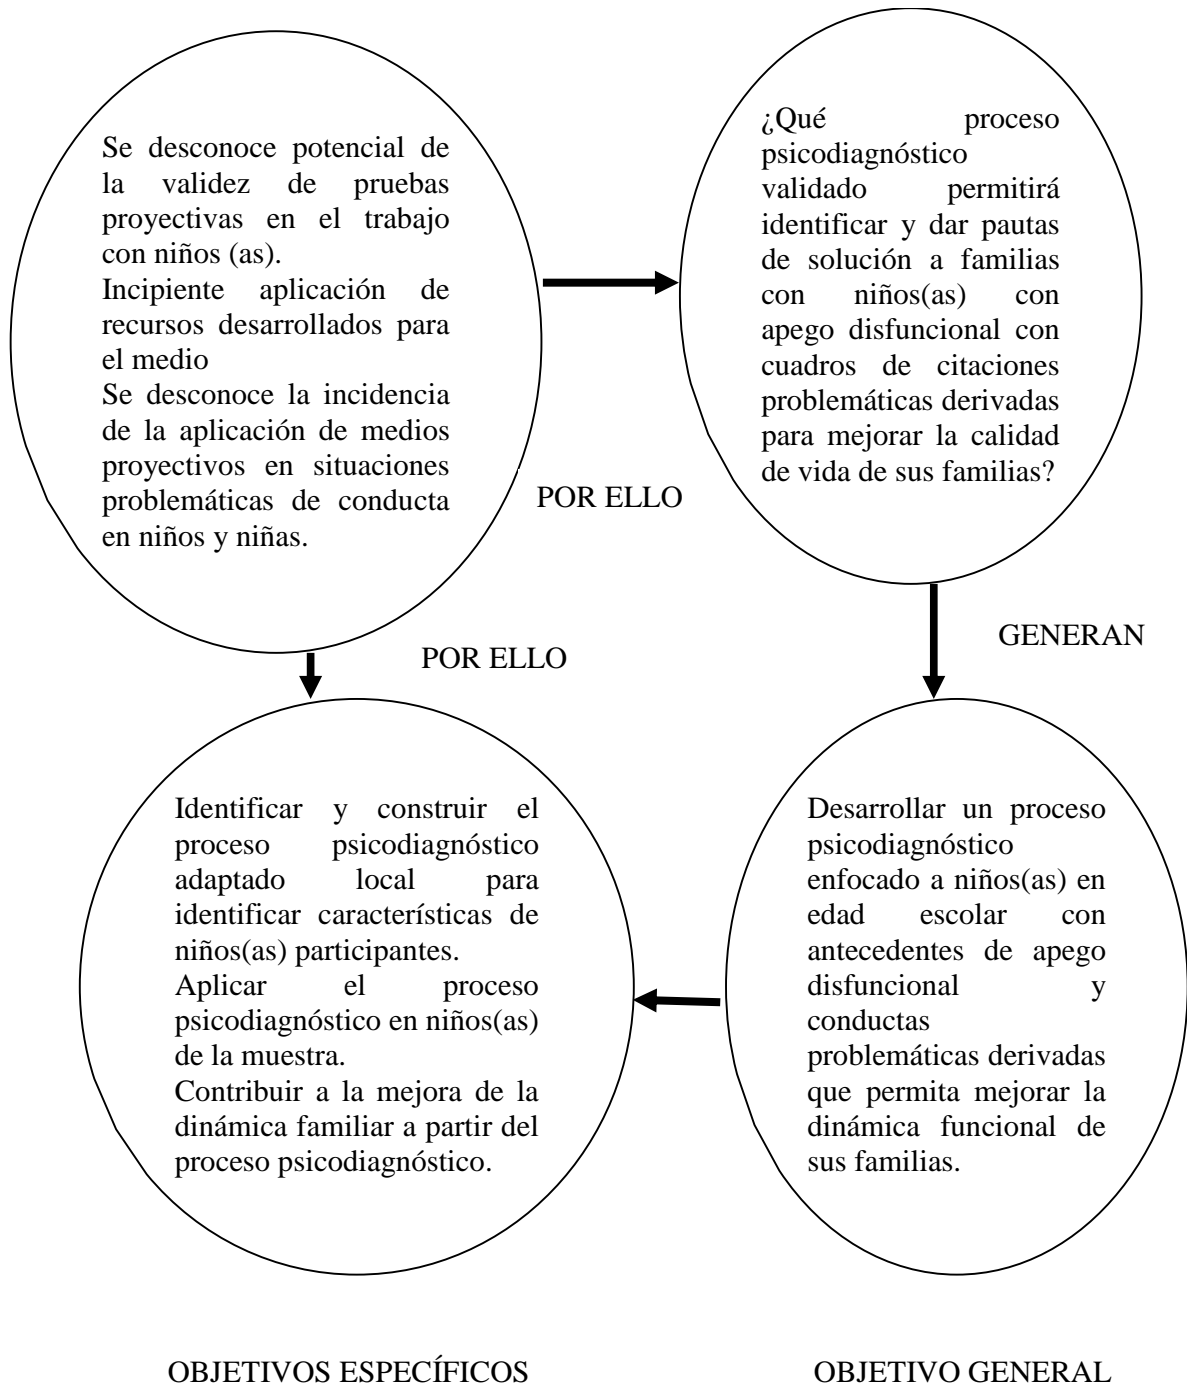 Se desconoce potencial de
la validez de pruebas
proyectivas en el trabajo
con niños (as).
Incipiente aplicación de
recursos desarrollados para
el medio
Se desconoce la incidencia
de la aplicación de medios
proyectivos en situaciones
problemáticas de conducta
en niños y niñas.
¿Qué proceso
psicodiagnóstico
validado permitirá
identificar y dar pautas
de solución a familias
con niños(as) con
apego disfuncional con
cuadros de citaciones
problemáticas derivadas
para mejorar la calidad
de vida de sus familias?
POR ELLO
GENERAN
POR ELLO
Identificar y construir el
proceso psicodiagnóstico
adaptado local para
identificar características de
niños(as) participantes.
Aplicar el proceso
psicodiagnóstico en niños(as)
de la muestra.
Contribuir a la mejora de la
dinámica familiar a partir del
proceso psicodiagnóstico.
Desarrollar un proceso
psicodiagnóstico
enfocado a niños(as) en
edad escolar con
antecedentes de apego
disfuncional y
conductas
problemáticas derivadas
que permita mejorar la
dinámica funcional de
sus familias.
OBJETIVOS ESPECÍFICOS
OBJETIVO GENERAL